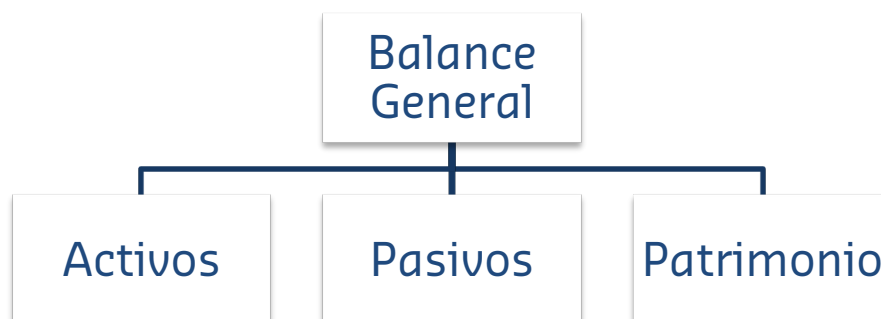 Balance
General
Activos
Pasivos
Patrimonio